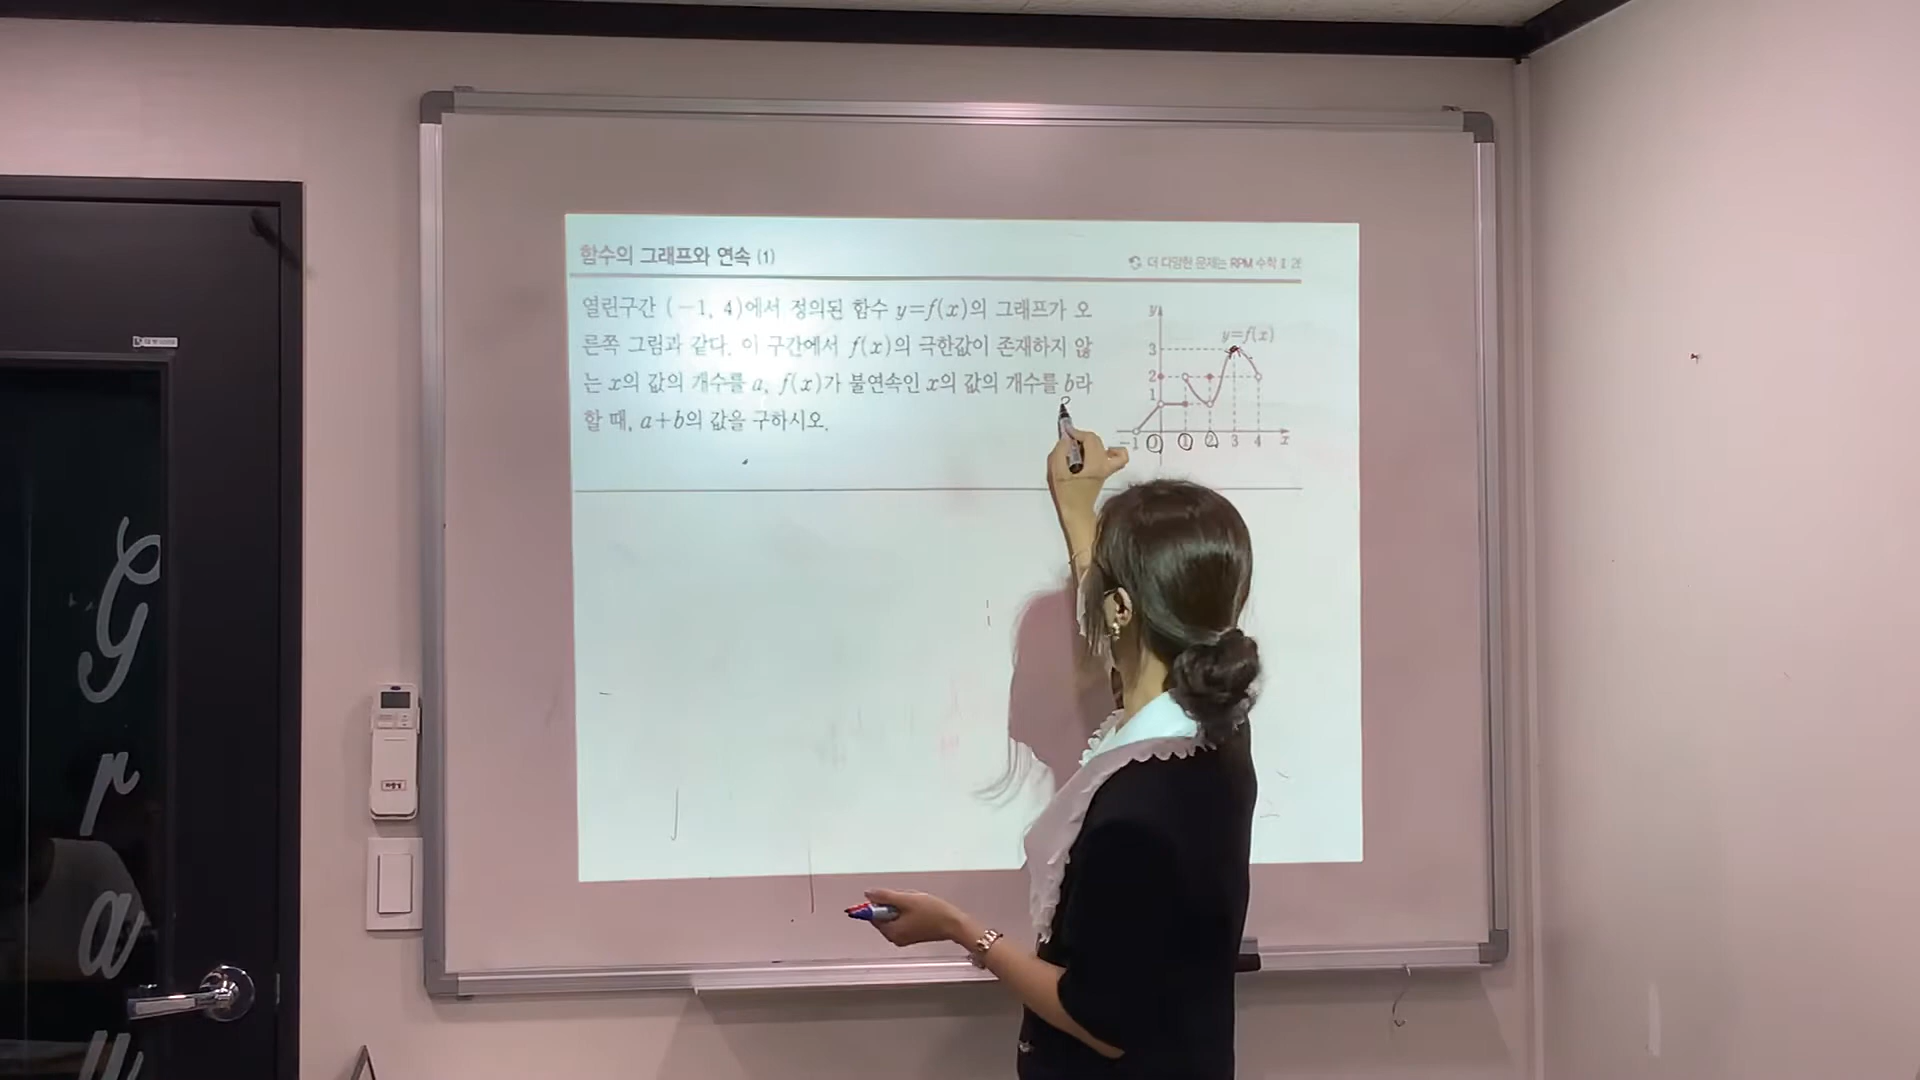 함수의 그래프와 연속 (1)
더 다양한 문제는 RPM 수학 Ⅱ 26
열린구간 (−1, 4)에서 정의된 함수 y=f(x)의 그래프가 오
른쪽 그림과 같다. 이 구간에서 f(x)의 극한값이 존재하지 않
는 x의 값의 개수를 a, f(x)가 불연속인 x의 값의 개수를 b라
할 때, a+b의 값을 구하시오.
y
y=f(x)
3
2
1
−1 0 1 2 3 4 x
Gray